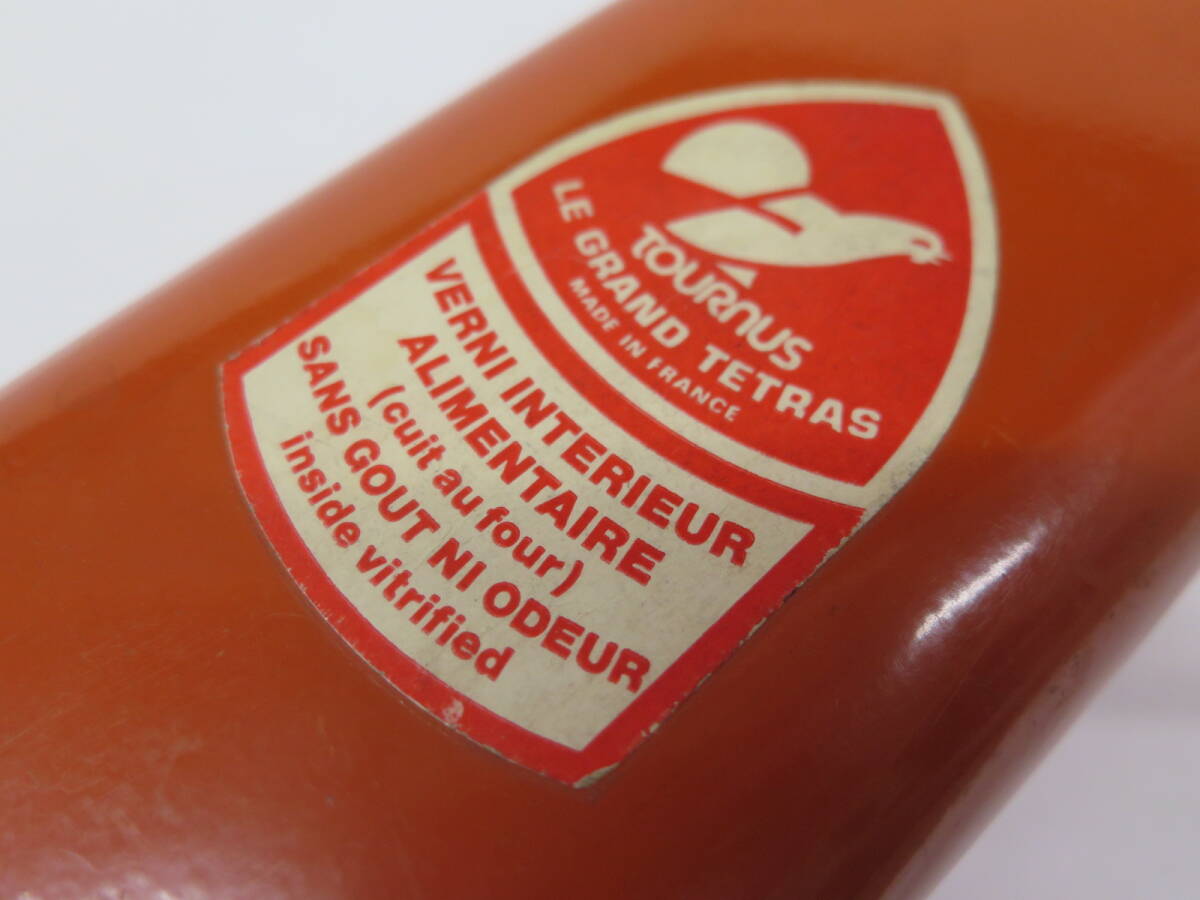 TOURNUS
LE GRAND TETRAS
MADE IN FRANCE
VERNI INTERIEUR
ALIMENTAIRE
(cuit au four)
SANS GOUT NI ODEUR
inside vitrified